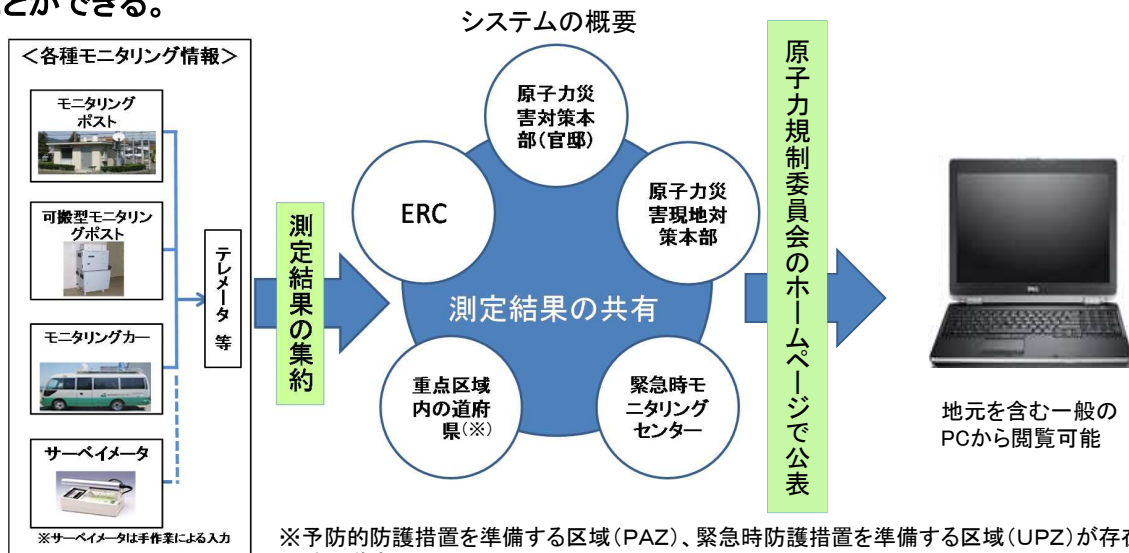 とができる。
システムの概要
＜各種モニタリング情報＞
モニタリング
ポスト
可搬型モニタリン
グポスト
モニタリングカー
サーベイメータ
※サーベイメータは手作業による入力
テレメータ 等
測定結果の集約
原子力災
害対策本
部(官邸)
ERC
原子力災
害現地対
策本部
測定結果の共有
重点区域
内の道府
県(※)
緊急時モ
ニタリング
センター
原子力規制委員会のホームページで公表
地元を含む一般の
PCから閲覧可能
※予防的防護措置を準備する区域(PAZ)、緊急時防護措置を準備する区域(UPZ)が存在